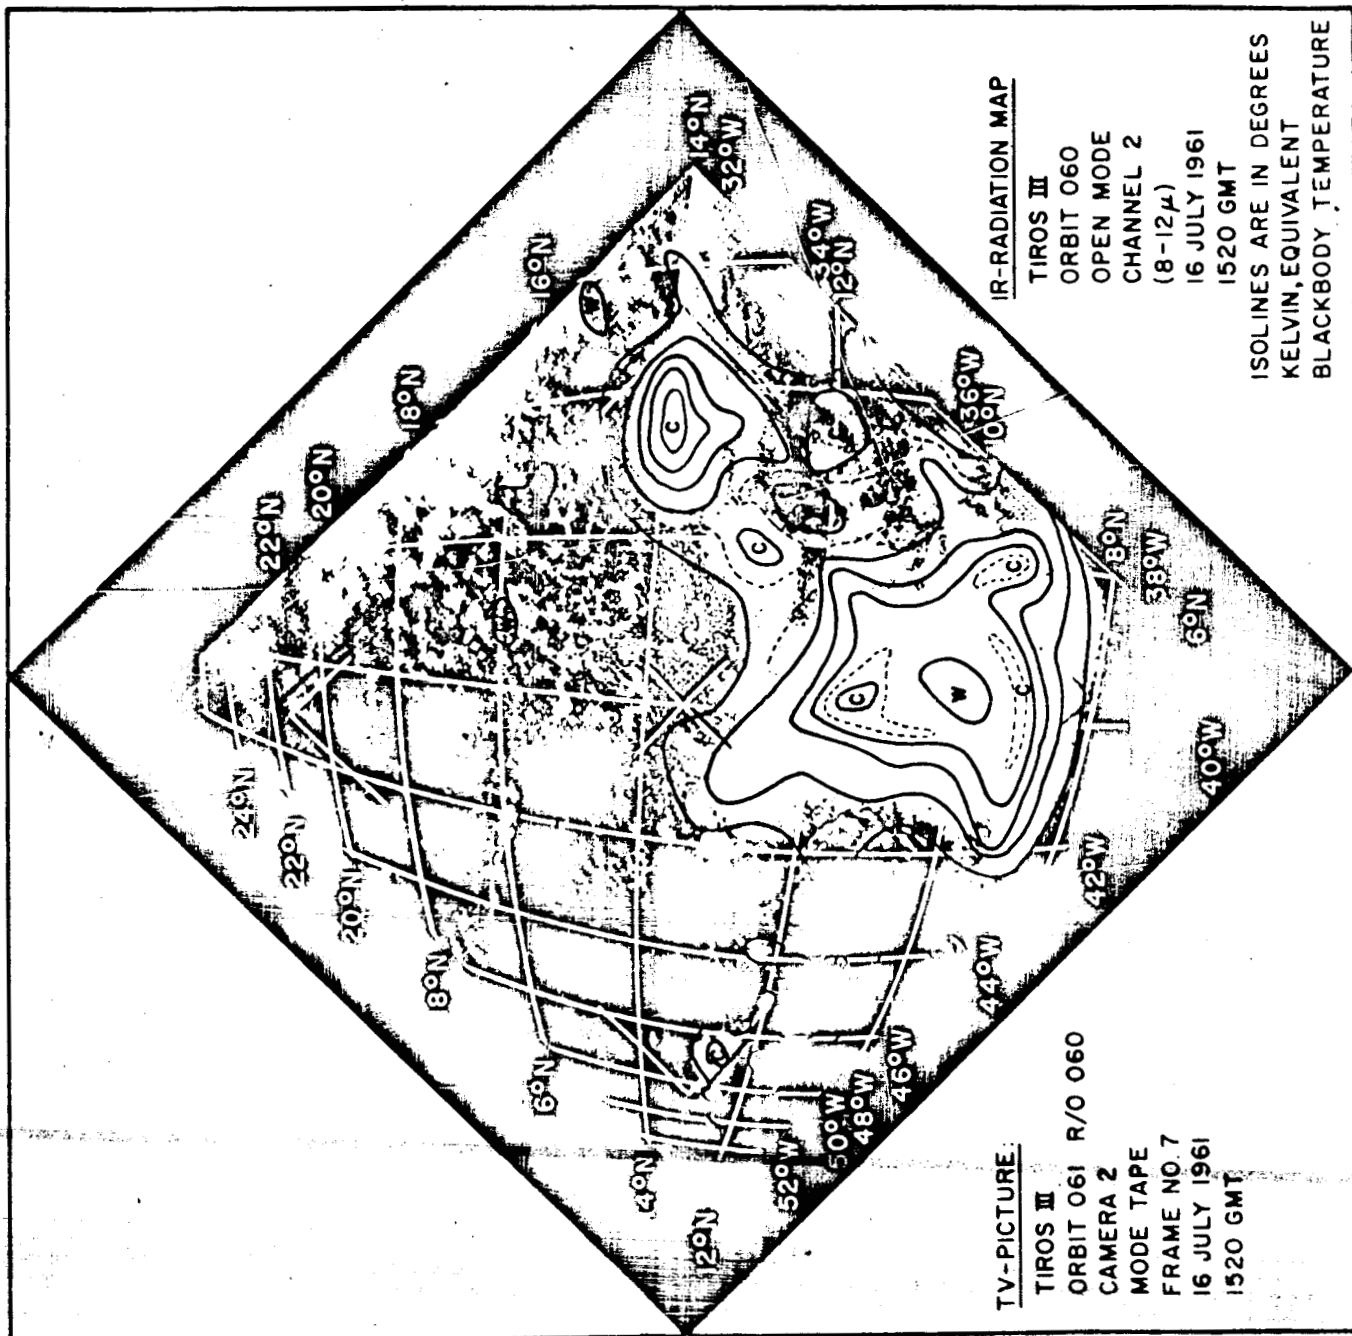 24°N
22°N
20°N
22°N
20°N
18°N
8°N
16°N
6°N
4°N
12°N
14°N
32°W
34°W
12°N
36°W
0°N
8°N
38°W
6°N
40°W
42°W
44°W
46°W
48°W
50°W
52°W
W
W
C
C
C
C
W
C
C
C
C
TV-PICTURE:
TIROS III
ORBIT 061 R/O 060
CAMERA 2
MODE TAPE
FRAME NO. 7
16 JULY 1961
1520 GMT
IR-RADIATION MAP
TIROS III
ORBIT 060
OPEN MODE
CHANNEL 2
(8-12μ)
16 JULY 1961
1520 GMT
ISOLINES ARE IN DEGREES
KELVIN, EQUIVALENT
BLACKBODY TEMPERATURE